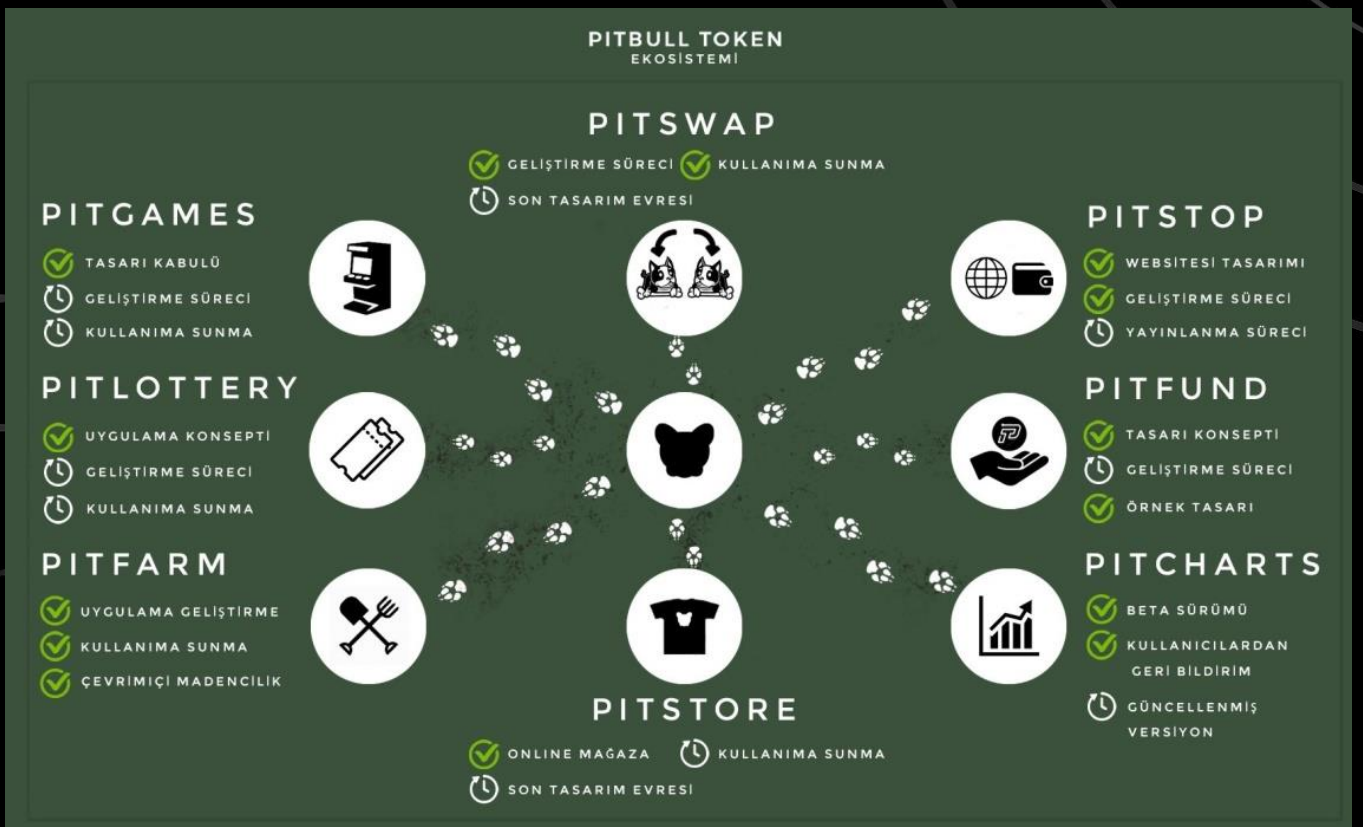 PITBULL TOKEN
EKOSİSTEMİ
PITSWAP
GELİŞTİRME SÜRECİ KULLANIMA SUNMA
SON TASARIM EVRESİ
PITGAMES
TASARI KABULÜ
GELİŞTİRME SÜRECİ
KULLANIMA SUNMA
PITSTOP
WEBSİTESİ TASARIMI
GELİŞTİRME SÜRECİ
YAYINLANMA SÜRECİ
PITLOTTERY
UYGULAMA KONSEPTİ
GELİŞTİRME SÜRECİ
KULLANIMA SUNMA
PITFUND
TASARI KONSEPTİ
GELİŞTİRME SÜRECİ
ÖRNEK TASARI
PITFARM
UYGULAMA GELİŞTİRME
KULLANIMA SUNMA
ÇEVRİMİÇİ MADENCİLİK
PITCHARTS
BETA SÜRÜMÜ
KULLANICILARDAN
GERİ BİLDİRİM
GÜNCELLENMİŞ
VERSİYON
PITSTORE
ONLINE MAĞAZA KULLANIMA SUNMA
SON TASARIM EVRESİ